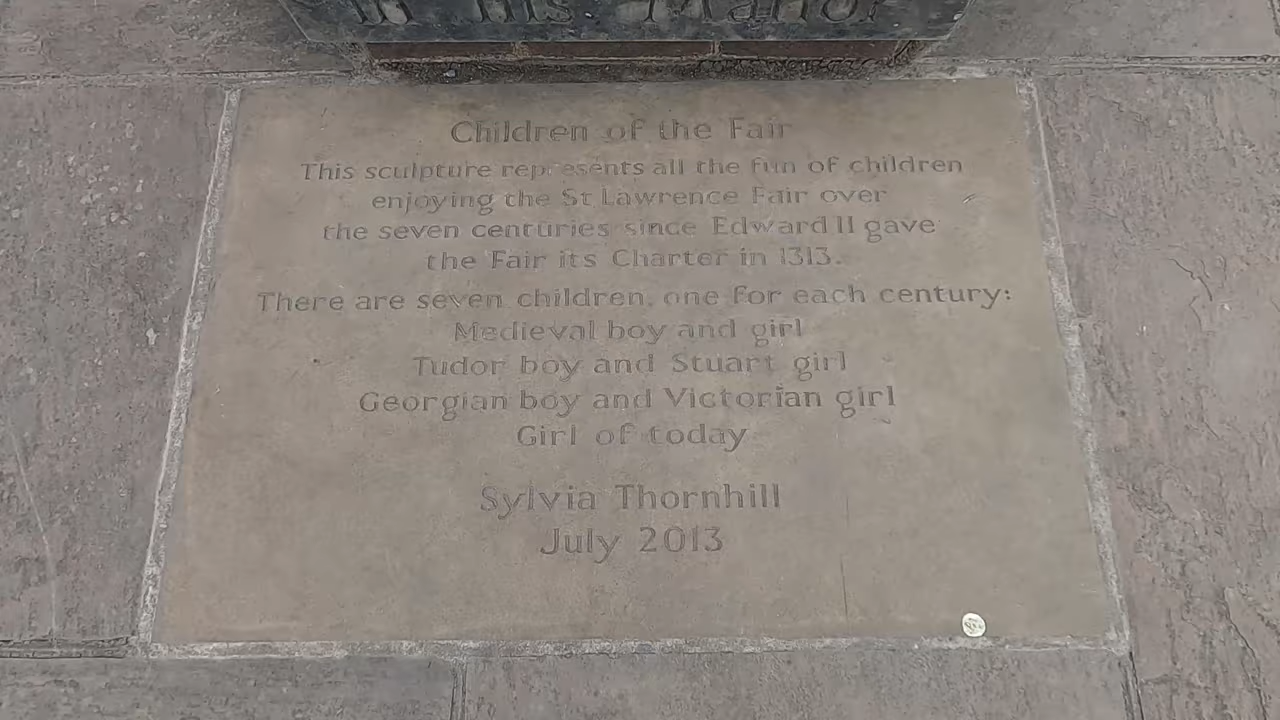 in his Manor
Children of the Fair
This sculpture represents all the fun of children
enjoying the St Lawrence Fair over
the seven centuries since Edward II gave
the Fair its Charter in 1313.
There are seven children, one for each century:
Medieval boy and girl
Tudor boy and Stuart girl
Georgian boy and Victorian girl
Girl of today
Sylvia Thornhill
July 2013